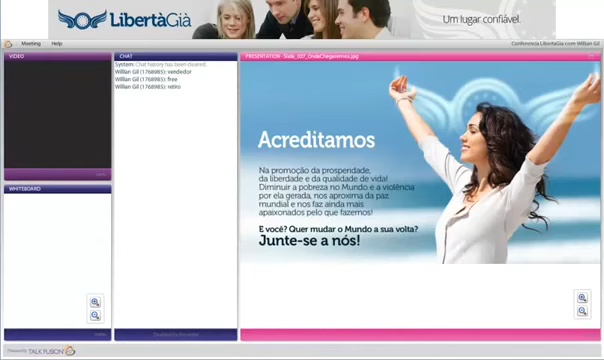 LibertàGià
Um lugar confiável.
Meeting Help
Conferencia LibertaGia com Willian Gil
VIDEO
CHAT
PRESENTATION - Slide_027_OndeChegaremos.jpg
System: Chat history has been cleared.
Willian Gil (1768985): vendedor
Willian Gil (1768985): free
Willian Gil (1768985): retiro
WHITEBOARD
Acreditamos
Na promoção da prosperidade,
da liberdade e da qualidade de vida!
Diminuir a pobreza no Mundo e a violência
por ela gerada, nos aproxima da paz
mundial e nos faz ainda mais
apaixonados pelo que fazemos!
E você? Quer mudar o Mundo a sua volta?
Junte-se a nós!
Powered by TALK FUSION